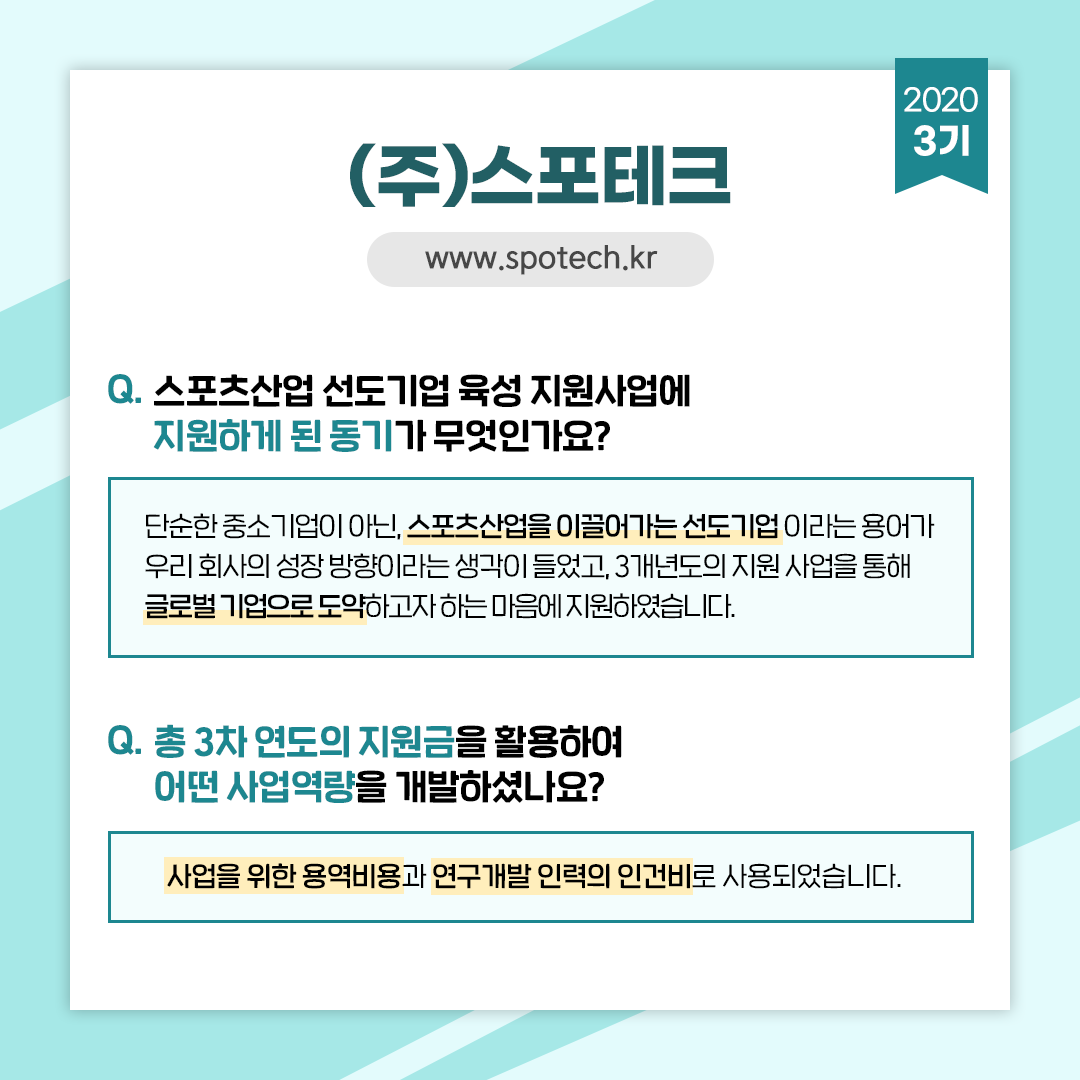 2020
3기
(주)스포테크
www.spotech.kr
Q. 스포츠산업 선도기업 육성 지원사업에
지원하게 된 동기가 무엇인가요?
단순한 중소기업이 아닌, 스포츠산업을 이끌어가는 선도기업 이라는 용어가
우리 회사의 성장 방향이라는 생각이 들었고, 3개년도의 지원 사업을 통해
글로벌 기업으로 도약하고자 하는 마음에 지원하였습니다.
Q. 총 3차 연도의 지원금을 활용하여
어떤 사업역량을 개발하셨나요?
사업을 위한 용역비용과 연구개발 인력의 인건비로 사용되었습니다.